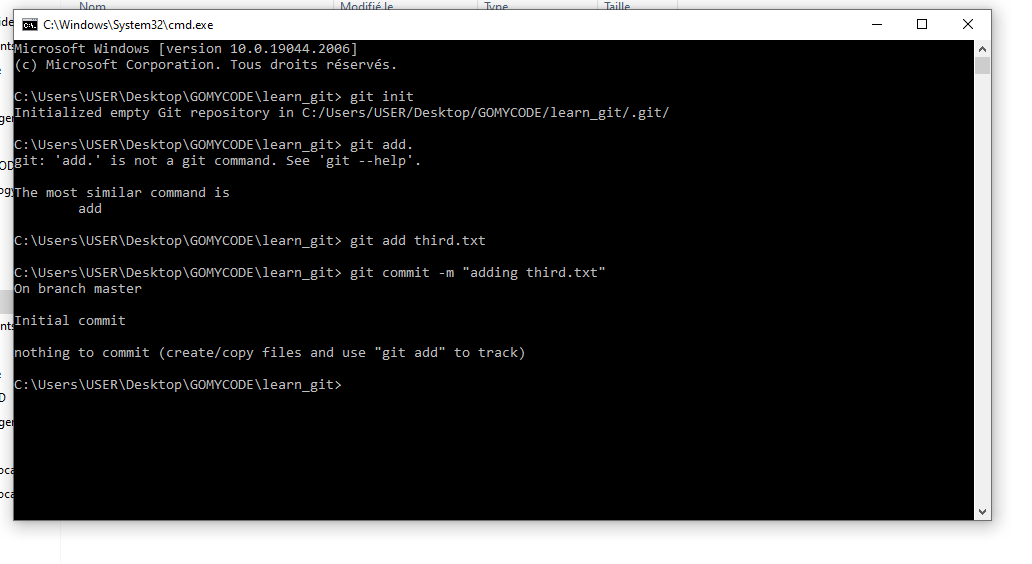 Nom Modifié le Type Taille
C:\Windows\System32\cmd.exe
Microsoft Windows [version 10.0.19044.2006]
(c) Microsoft Corporation. Tous droits réservés.
C:\Users\USER\Desktop\GOMYCODE\learn_git> git init
Initialized empty Git repository in C:/Users/USER/Desktop/GOMYCODE/learn_git/.git/
C:\Users\USER\Desktop\GOMYCODE\learn_git> git add.
git: 'add.' is not a git command. See 'git --help'.
The most similar command is
add
C:\Users\USER\Desktop\GOMYCODE\learn_git> git add third.txt
C:\Users\USER\Desktop\GOMYCODE\learn_git> git commit -m "adding third.txt"
On branch master
Initial commit
nothing to commit (create/copy files and use "git add" to track)
C:\Users\USER\Desktop\GOMYCODE\learn_git>